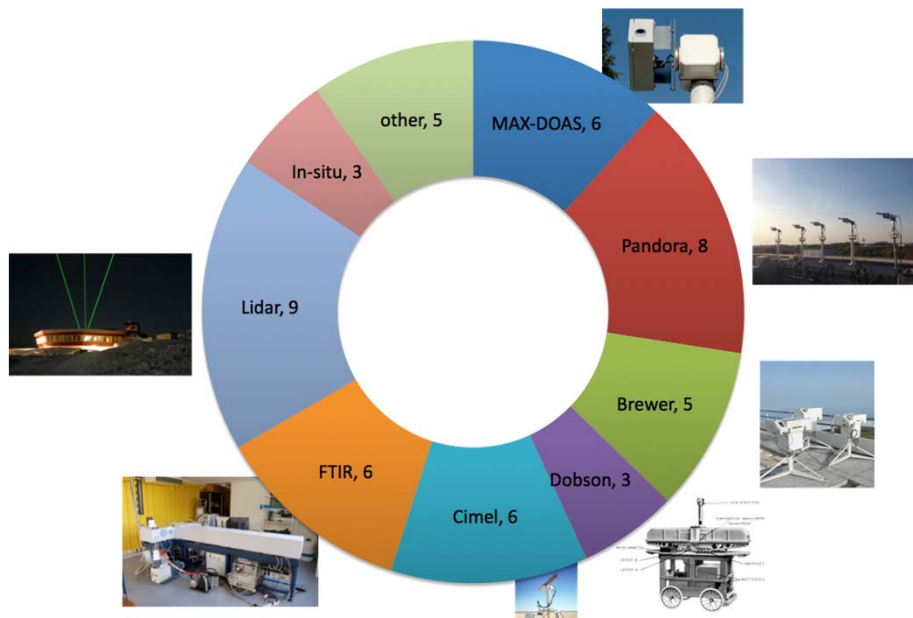 other, 5
MAX-DOAS, 6
In-situ, 3
Pandora, 8
Lidar, 9
Brewer, 5
FTIR, 6
Dobson, 3
Cimel, 6